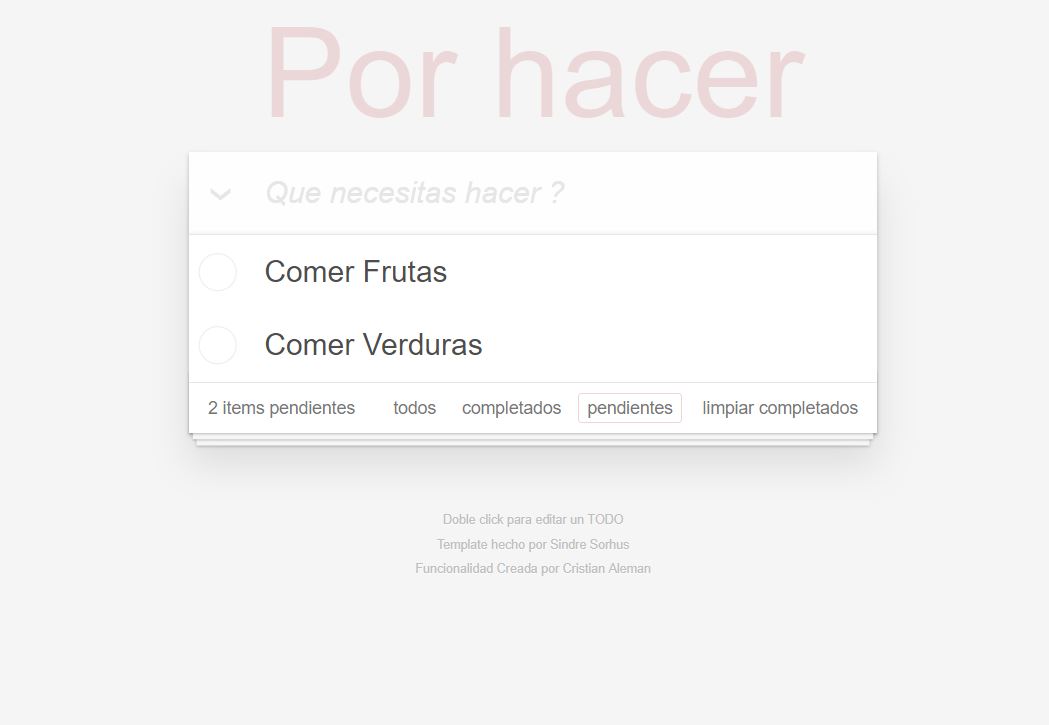 Por hacer
Que necesitas hacer ?
Comer Frutas
Comer Verduras
2 items pendientes todos completados pendientes limpiar completados
Doble click para editar un TODO
Template hecho por Sindre Sorhus
Funcionalidad Creada por Cristian Aleman